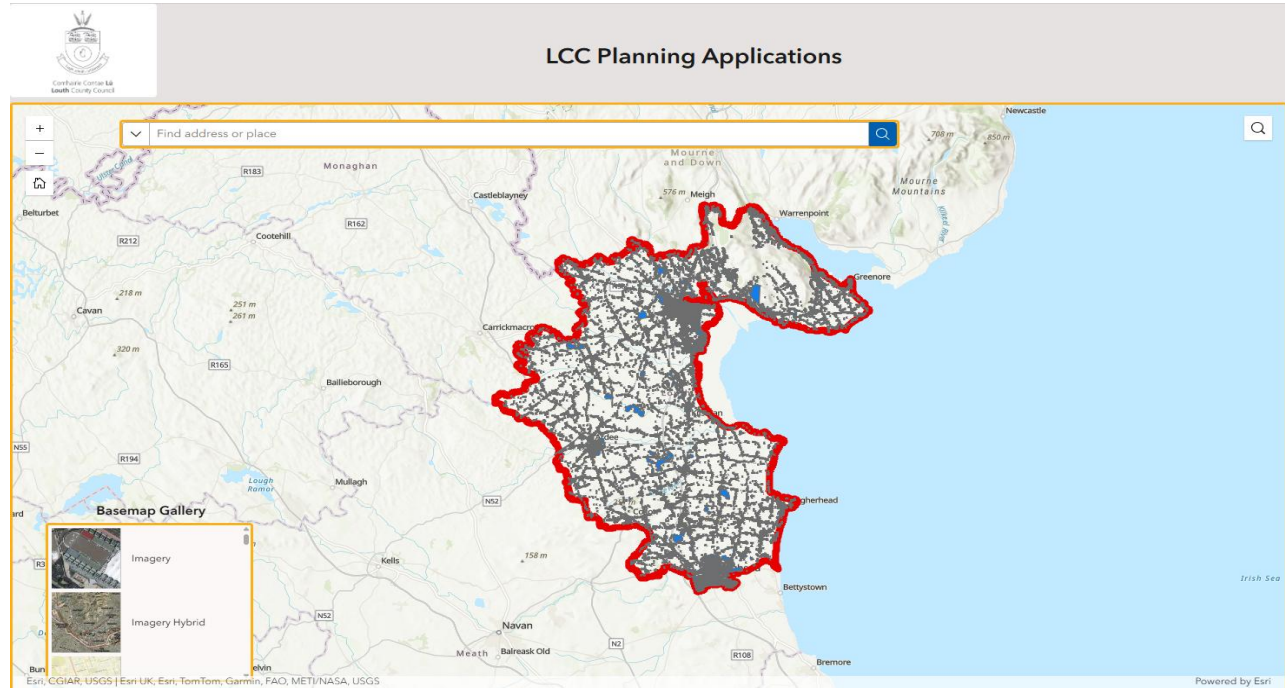 Comhairle Contae Lú
Louth County Council
LCC Planning Applications
Find address or place
+
−
Newcastle
708 m
850 m
Mourne
and Down
Mourne
Mountains
Monaghan
R183
Castleblayney
576 m
Meigh
Warrenpoint
Belturbet
R162
R212
Cootehill
Greenore
218 m
251 m
261 m
Cavan
Carrickmacro
320 m
R165
Bailieborough
N55
R194
Lough
Ramor
Mullagh
N52
gherhead
Basemap Gallery
Imagery
Imagery Hybrid
Kells
158 m
Bettystown
Irish Sea
N52
Navan
N2
Meath
Balreask Old
R108
Bremore
Esri, CGIAR, USGS | Esri UK, Esri, TomTom, Garmin, FAO, METI/NASA, USGS
Powered by Esri